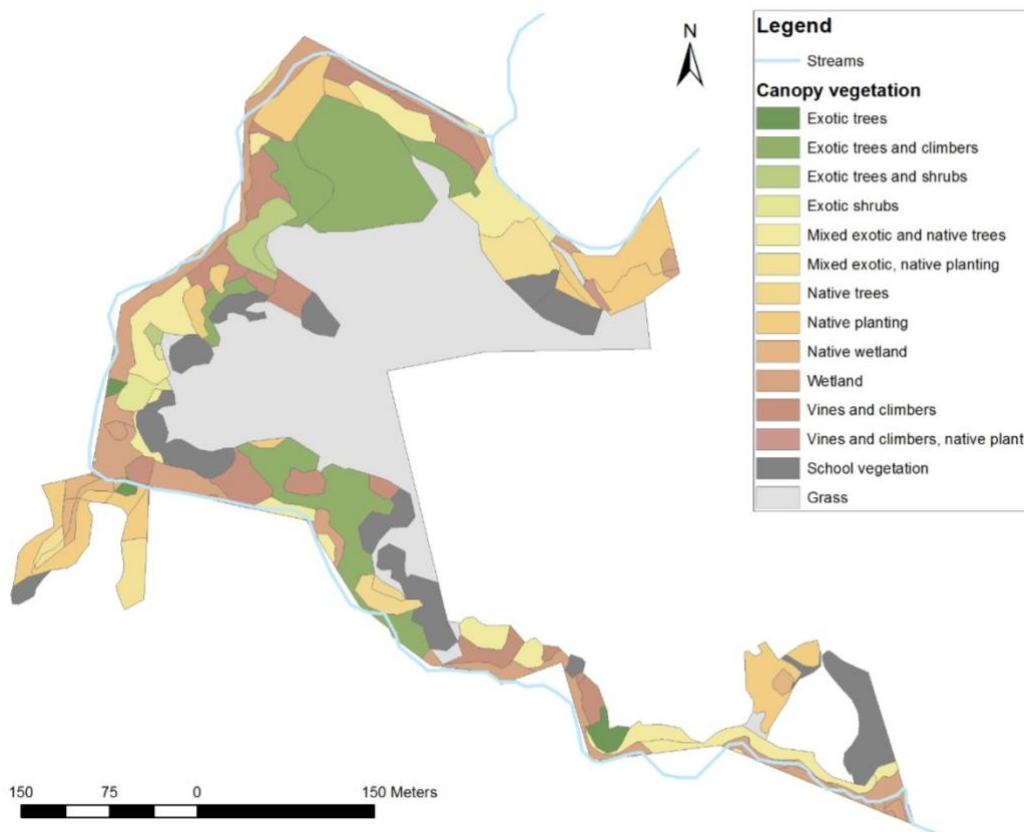 N
Legend
Streams
Canopy vegetation
Exotic trees
Exotic trees and climbers
Exotic trees and shrubs
Exotic shrubs
Mixed exotic and native trees
Mixed exotic, native planting
Native trees
Native planting
Native wetland
Wetland
Vines and climbers
Vines and climbers, native plant
School vegetation
Grass
150 75 0 150 Meters